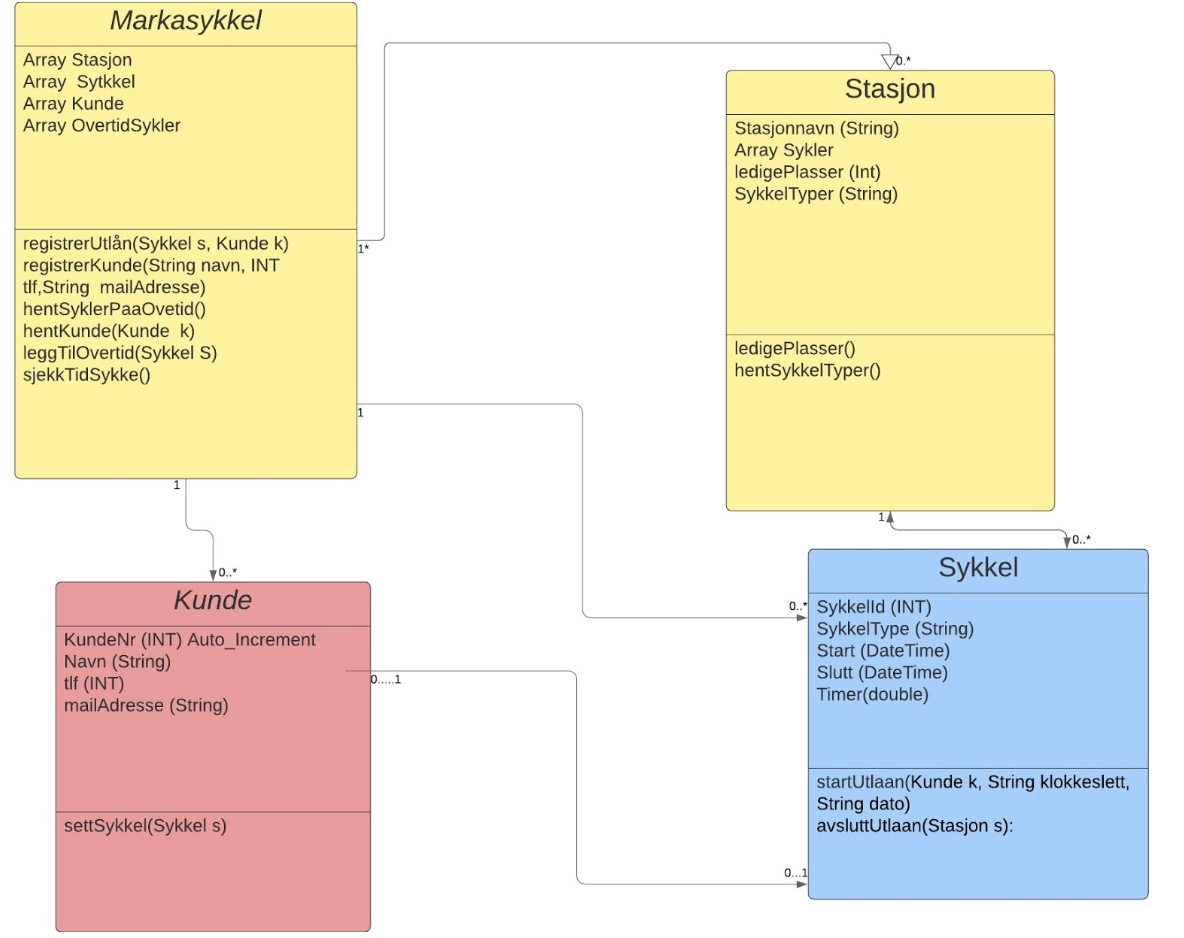 Markasykkel
Array Stasjon
Array  Sytkkel
Array Kunde
Array OvertidSykler
registrerUtlån(Sykkel s, Kunde k)
registrerKunde(String navn, INT
tlf,String  mailAdresse)
hentSyklerPaaOvetid()
hentKunde(Kunde  k)
leggTilOvertid(Sykkel S)
sjekkTidSykke()
1*
0.*
Stasjon
Stasjonnavn (String)
Array Sykler
ledigePlasser (Int)
SykkelTyper (String)
ledigePlasser()
hentSykkelTyper()
1
1
0..*
1
0..*
0..*
Kunde
KundeNr (INT) Auto_Increment
Navn (String)
tlf (INT)
mailAdresse (String)
settSykkel(Sykkel s)
0.....1
0...1
Sykkel
SykkelId (INT)
SykkelType (String)
Start (DateTime)
Slutt (DateTime)
Timer(double)
startUtlaan(Kunde k, String klokkeslett,
String dato)
avsluttUtlaan(Stasjon s):